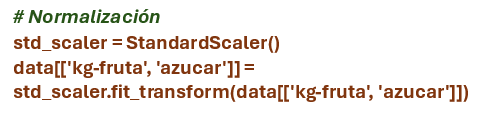 # Normalización
std_scaler = StandardScaler()
data[['kg-fruta', 'azucar']] =
std_scaler.fit_transform(data[['kg-fruta', 'azucar']])